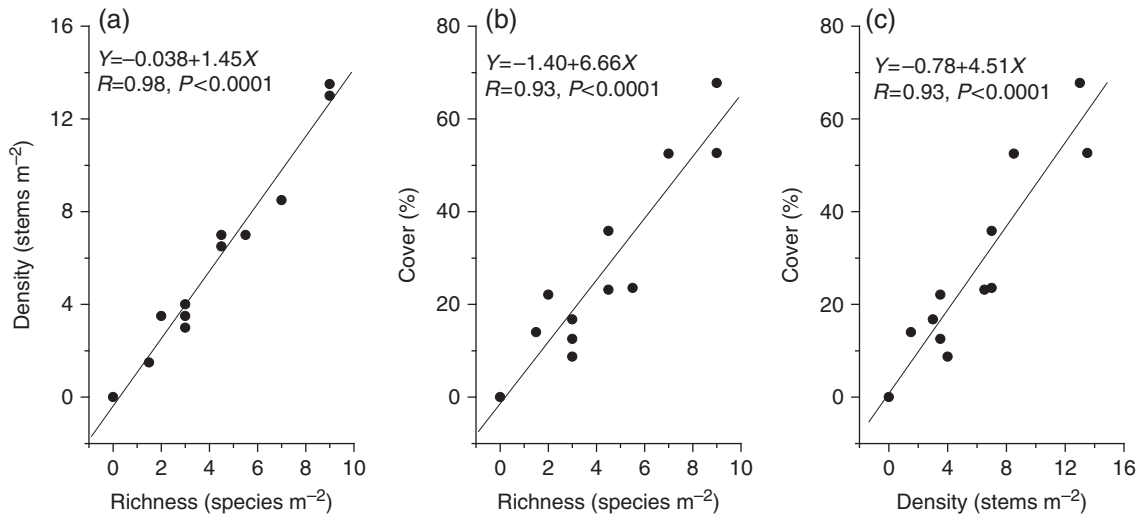 (a)
Y=−0.038+1.45X
R=0.98, P<0.0001
16
12
8
4
0
Density (stems m⁻²)
0 2 4 6 8 10
Richness (species m⁻²)
(b)
Y=−1.40+6.66X
R=0.93, P<0.0001
80
60
40
20
0
Cover (%)
0 2 4 6 8 10
Richness (species m⁻²)
(c)
Y=−0.78+4.51X
R=0.93, P<0.0001
80
60
40
20
0
Cover (%)
0 4 8 12 16
Density (stems m⁻²)